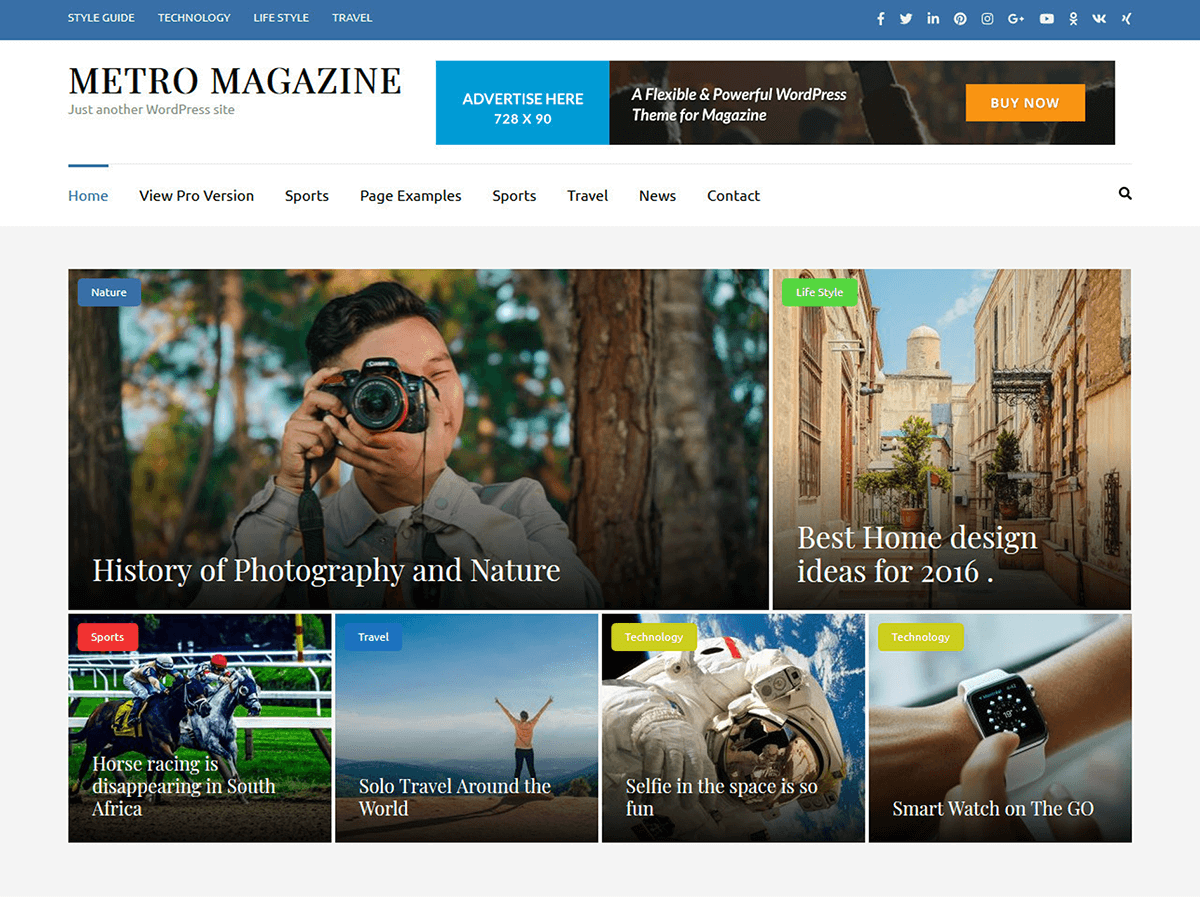 STYLE GUIDE TECHNOLOGY LIFE STYLE TRAVEL
METRO MAGAZINE
Just another WordPress site
ADVERTISE HERE
728 X 90
A Flexible & Powerful WordPress
Theme for Magazine
BUY NOW
Home View Pro Version Sports Page Examples Sports Travel News Contact
Nature
History of Photography and Nature
Life Style
Best Home design
ideas for 2016 .
Sports
Horse racing is
disappearing in South
Africa
Travel
Solo Travel Around the
World
Technology
Selfie in the space is so
fun
Technology
Smart Watch on The GO